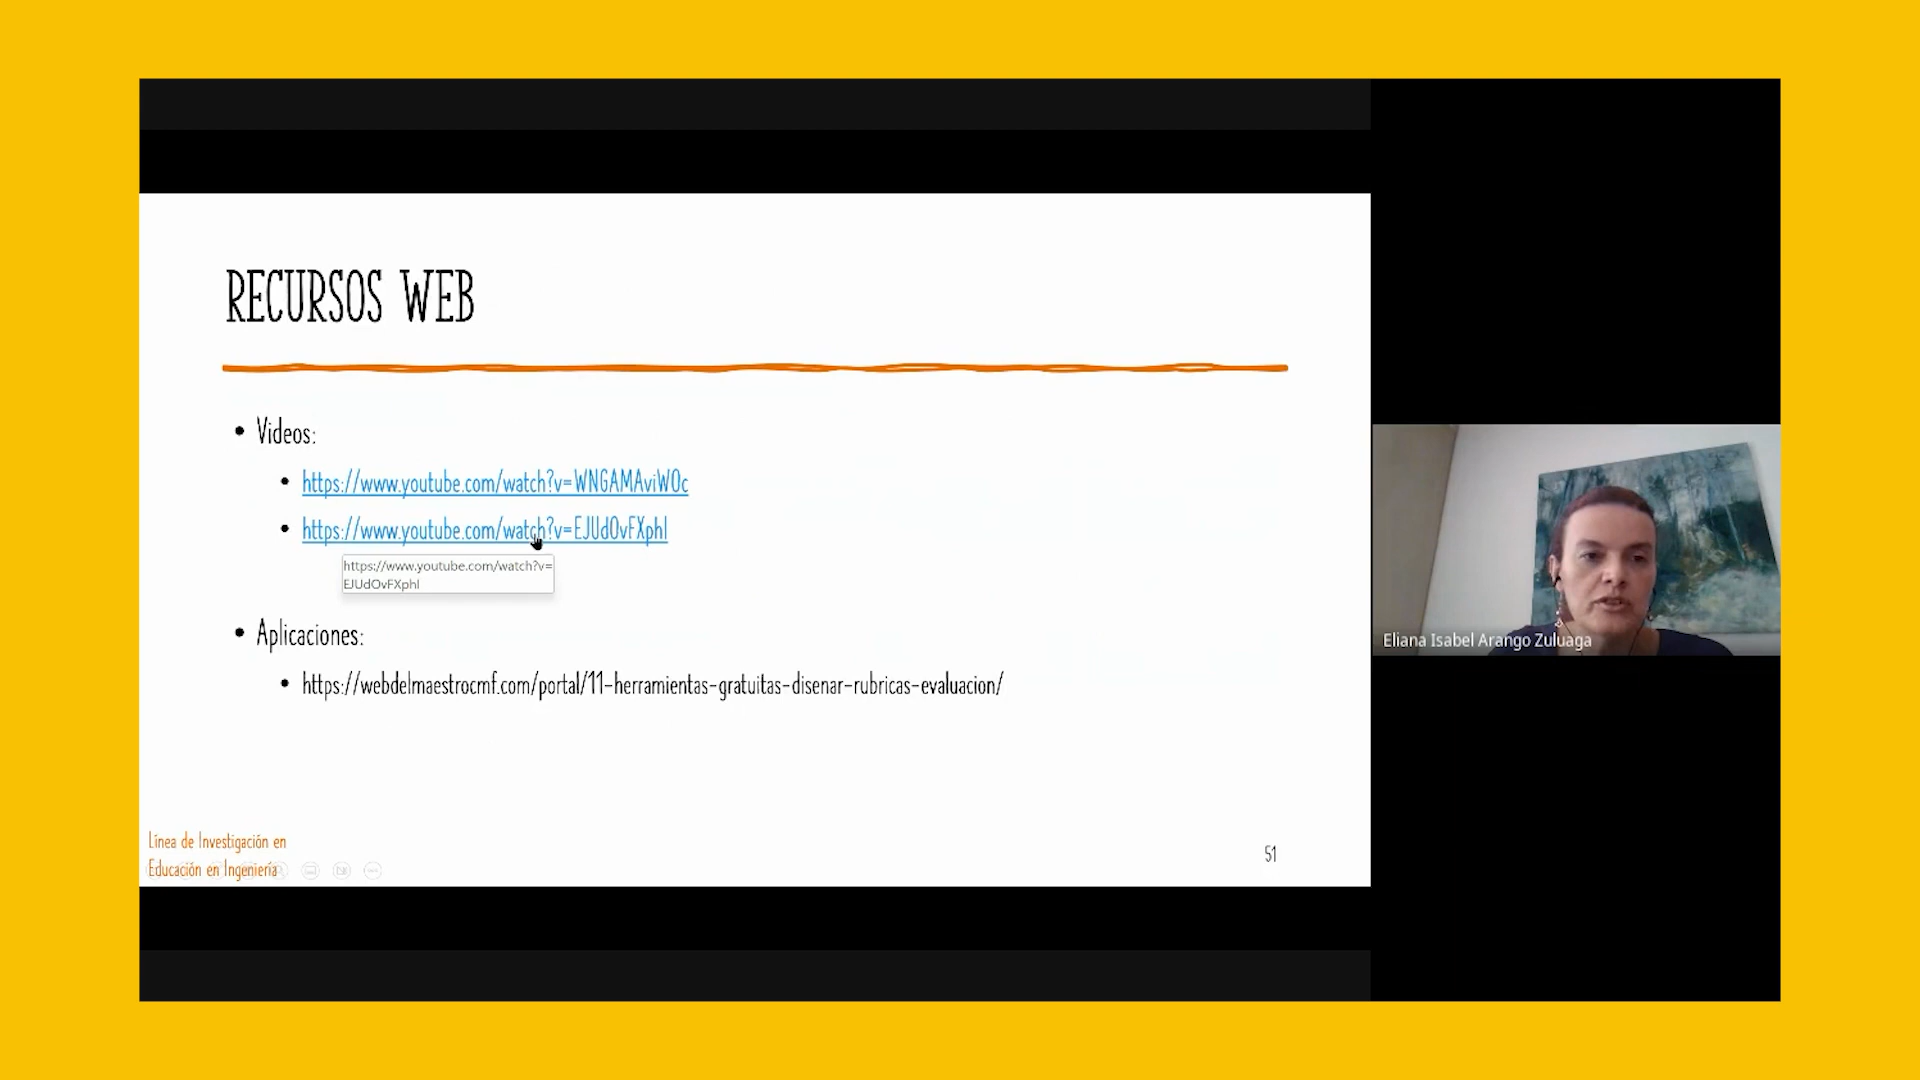 RECURSOS WEB
• Videos:
• https://www.youtube.com/watch?v=WNGAMAviWOc
• https://www.youtube.com/watch?v=EJUdOvFXphI
https://www.youtube.com/watch?v=
EJUdOvFXphI
• Aplicaciones:
• https://webdelmaestrocmf.com/portal/11-herramientas-gratuitas-disenar-rubricas-evaluacion/
Línea de Investigación en
Educación en Ingeniería
51
Eliana Isabel Arango Zuluaga